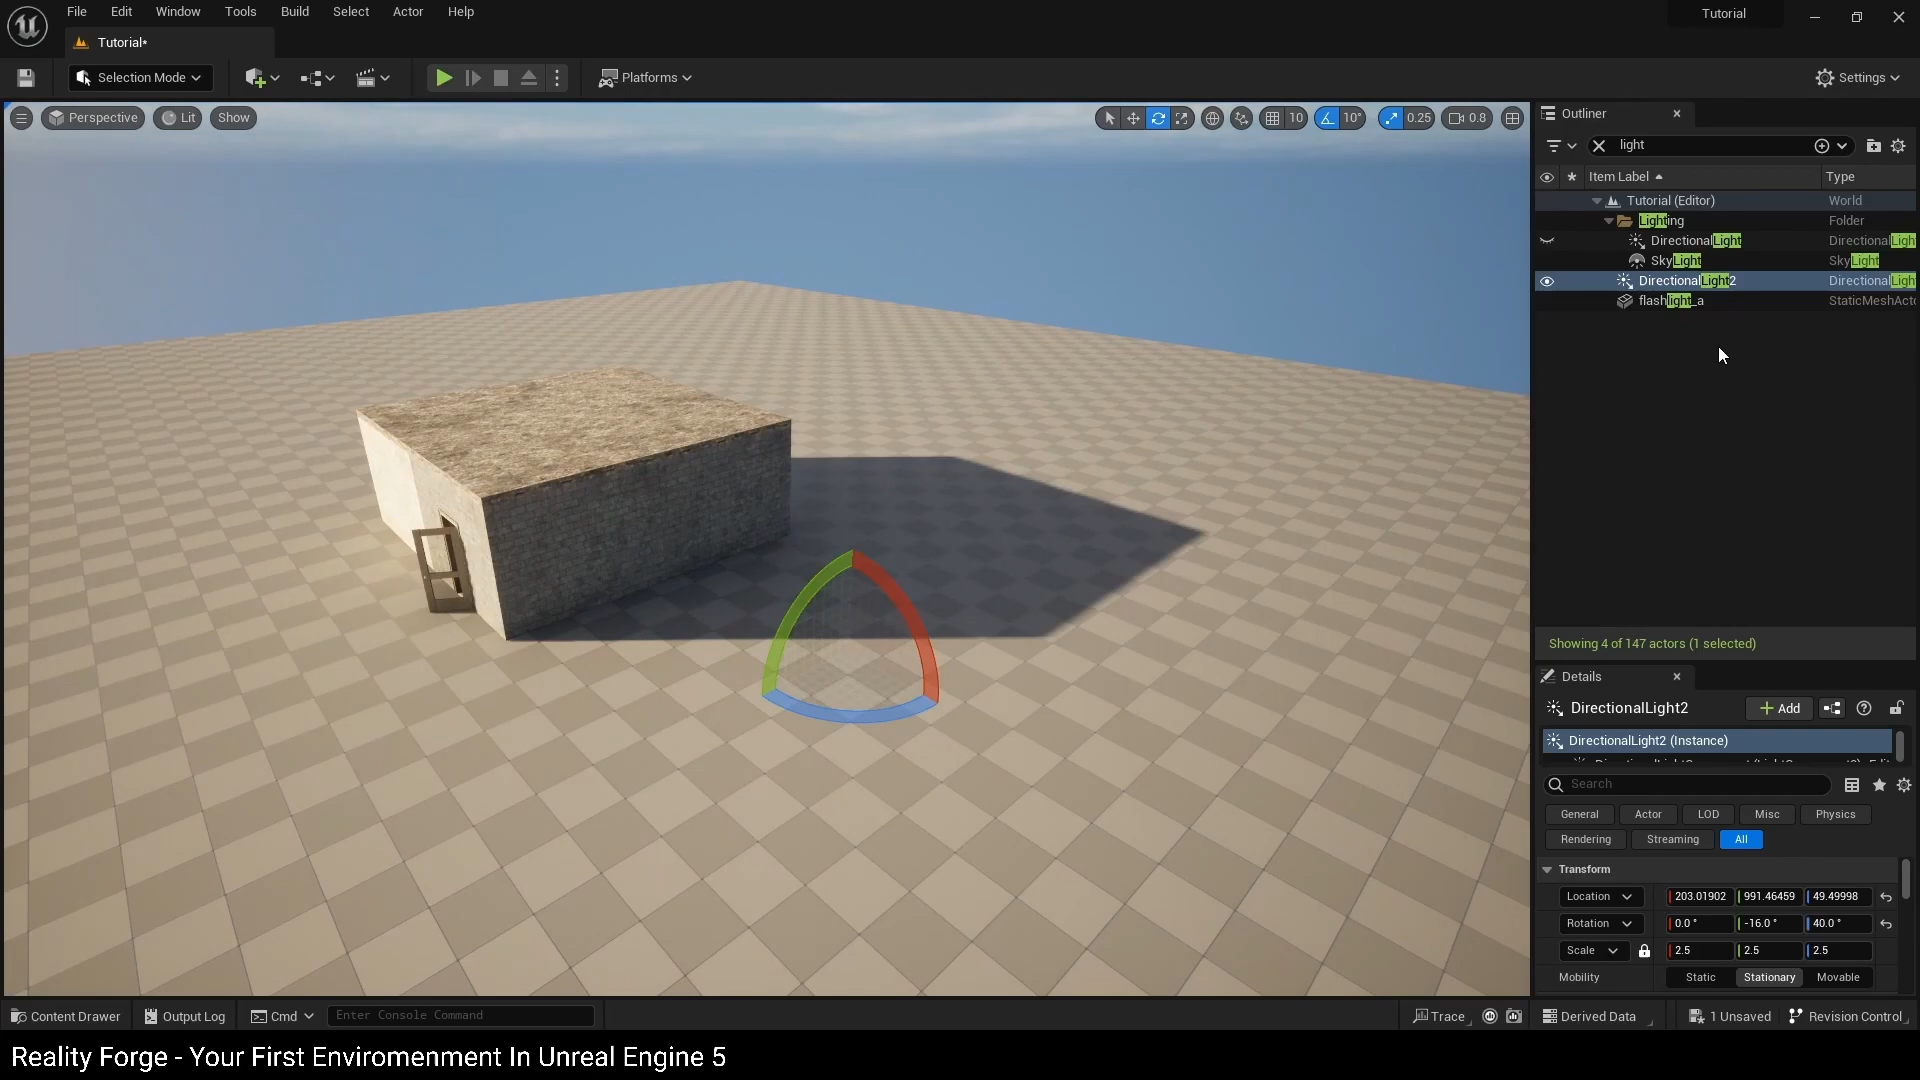 File Edit Window Tools Build Select Actor Help
Tutorial
Tutorial*
Selection Mode
Platforms
Settings
Perspective Lit Show
10 10° 0.25 0.8
Outliner
light
Item Label Type
Tutorial (Editor) World
Lighting Folder
DirectionalLight DirectionalLigh
SkyLight SkyLight
DirectionalLight2 DirectionalLigh
flashlight_a StaticMeshAct
Showing 4 of 147 actors (1 selected)
Details
DirectionalLight2 Add
DirectionalLight2 (Instance)
Search
General Actor LOD Misc Physics
Rendering Streaming All
Transform
Location 203.01902 991.46459 49.49998
Rotation 0.0 ° -16.0 ° 40.0 °
Scale 2.5 2.5 2.5
Mobility Static Stationary Movable
Content Drawer Output Log Cmd Enter Console Command Trace Derived Data 1 Unsaved Revision Control
Reality Forge - Your First Enviromenment In Unreal Engine 5